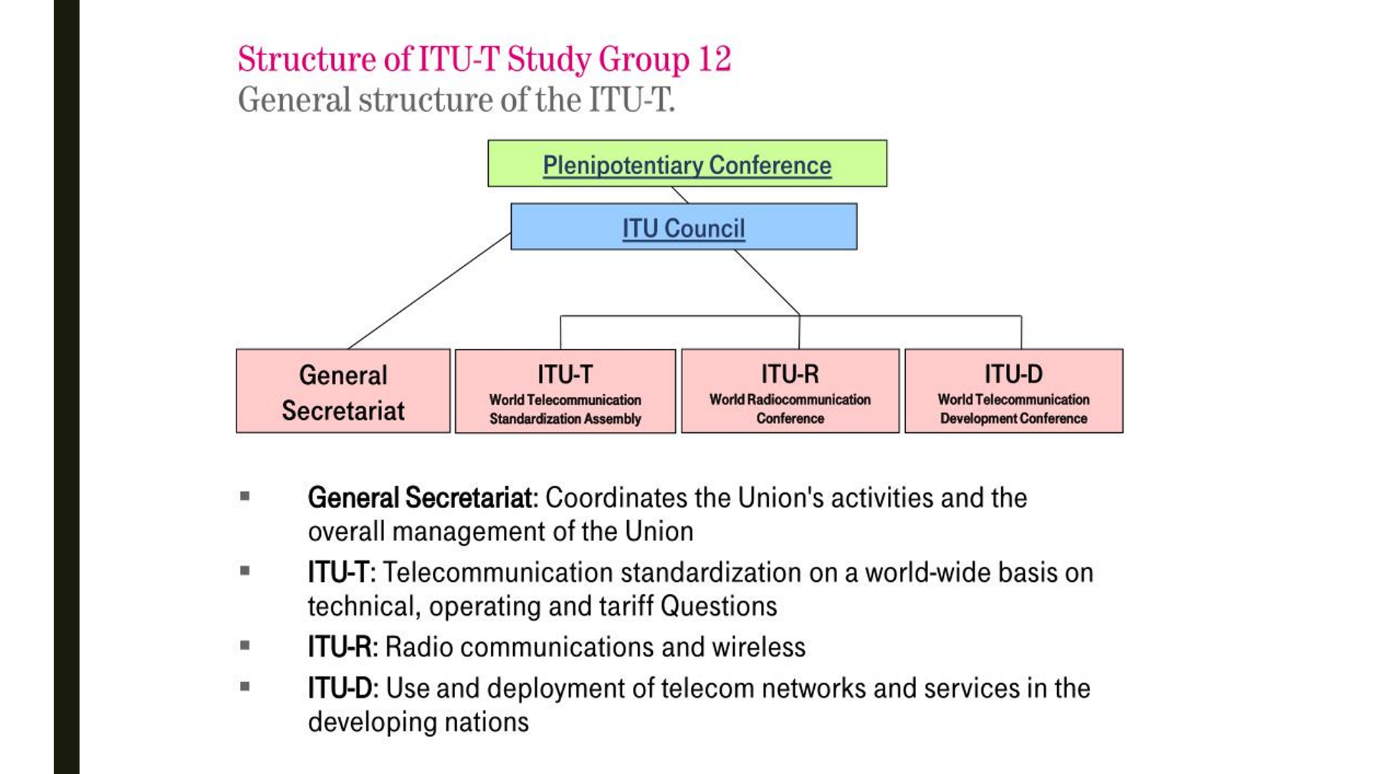 Structure of ITU-T Study Group 12
General structure of the ITU-T.
Plenipotentiary Conference
ITU Council
General
Secretariat
ITU-T
World Telecommunication
Standardization Assembly
ITU-R
World Radiocommunication
Conference
ITU-D
World Telecommunication
Development Conference
▪ General Secretariat: Coordinates the Union's activities and the
overall management of the Union
▪ ITU-T: Telecommunication standardization on a world-wide basis on
technical, operating and tariff Questions
▪ ITU-R: Radio communications and wireless
▪ ITU-D: Use and deployment of telecom networks and services in the
developing nations